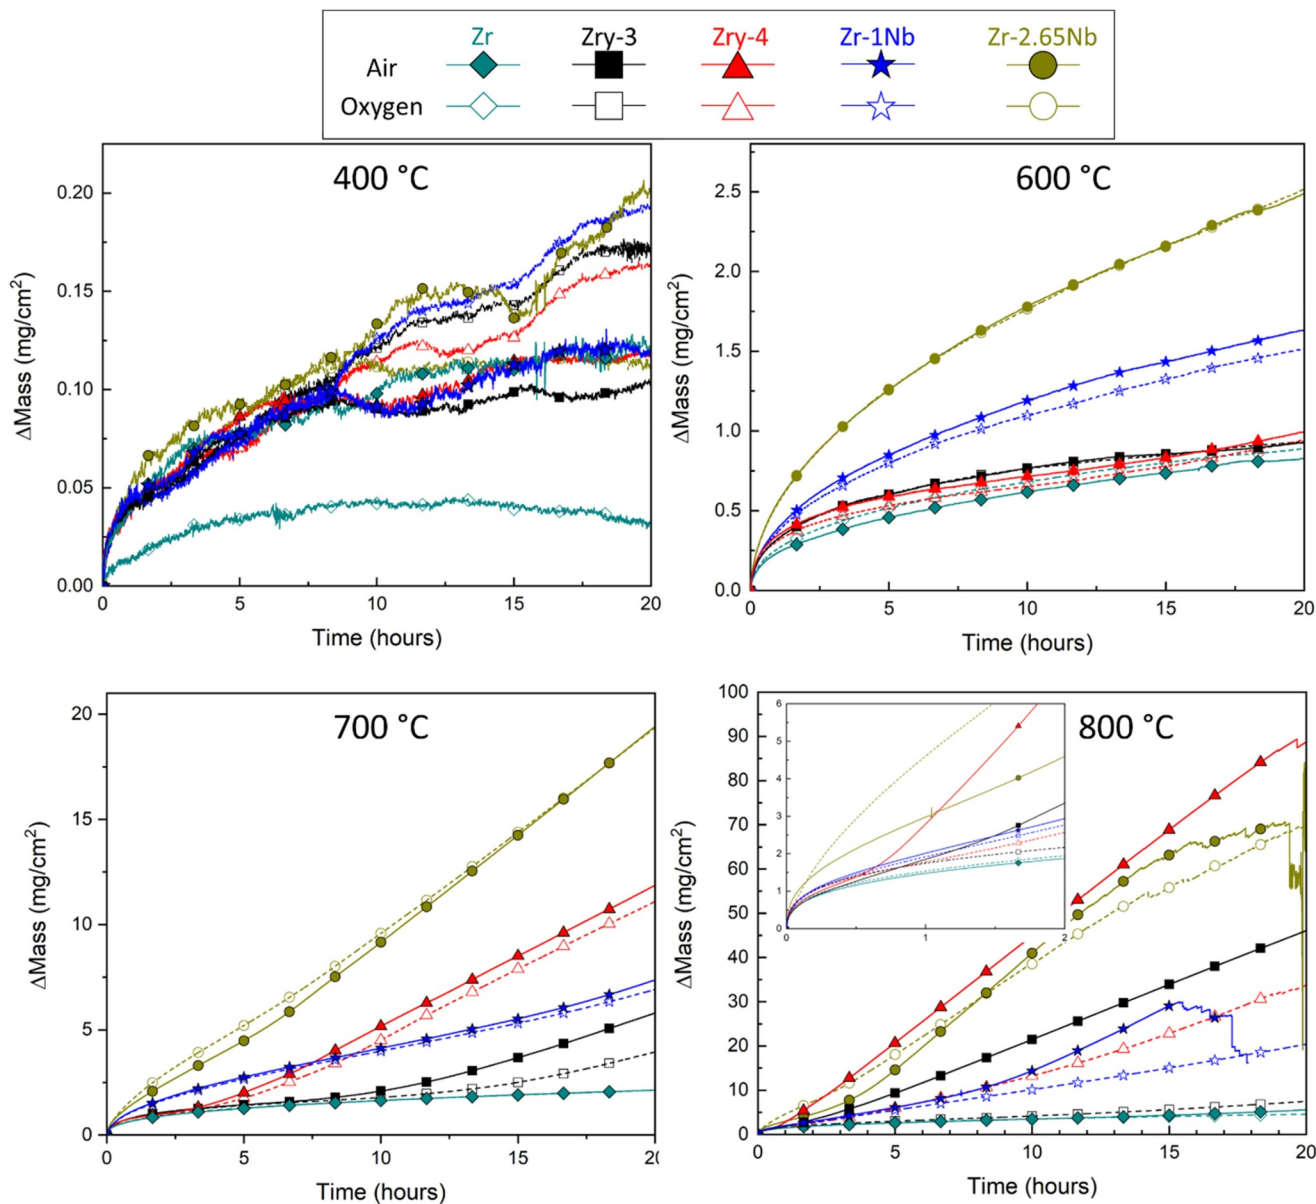 Zr Zry-3 Zry-4 Zr-1Nb Zr-2.65Nb
Air
Oxygen
400 °C
ΔMass (mg/cm²)
0.20
0.15
0.10
0.05
0.00
0 5 10 15 20
Time (hours)
600 °C
ΔMass (mg/cm²)
2.5
2.0
1.5
1.0
0.5
0.0
0 5 10 15 20
Time (hours)
700 °C
ΔMass (mg/cm²)
20
15
10
5
0
0 5 10 15 20
Time (hours)
800 °C
ΔMass (mg/cm²)
100
90
80
70
60
50
40
30
20
10
0
0 5 10 15 20
Time (hours)
6
5
4
3
2
1
0
0 1 2